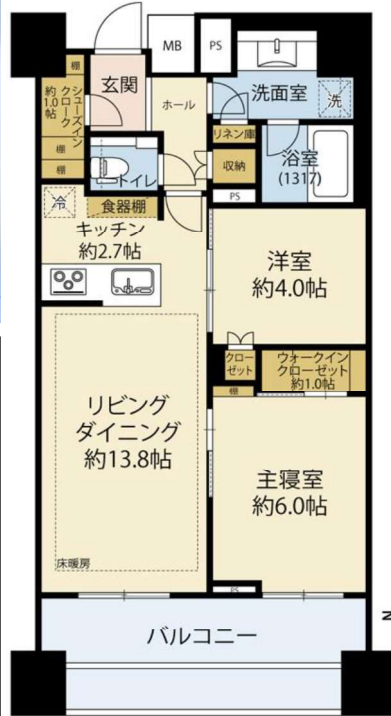 MB
PS
玄関
ホール
洗面室
洗
棚
シューズイン
クローク
約1.0帖
棚
棚
トイレ
リネン庫
収納
浴室
(1317)
PS
冷
食器棚
キッチン
約2.7帖
洋室
約4.0帖
クロー
ゼット
ウォークイン
クローゼット
約1.0帖
棚
リビング
ダイニング
約13.8帖
主寝室
約6.0帖
床暖房
PS
バルコニー
N